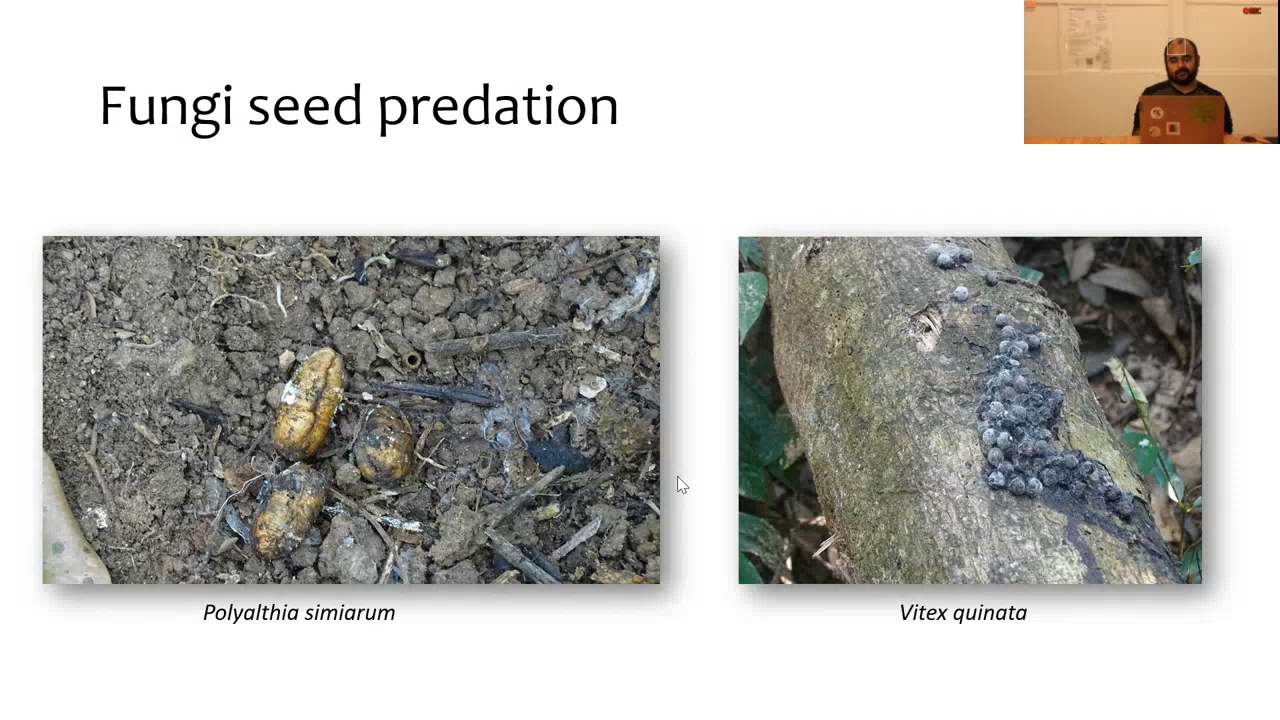 Fungi seed predation
Polyalthia simiarum
Vitex quinata